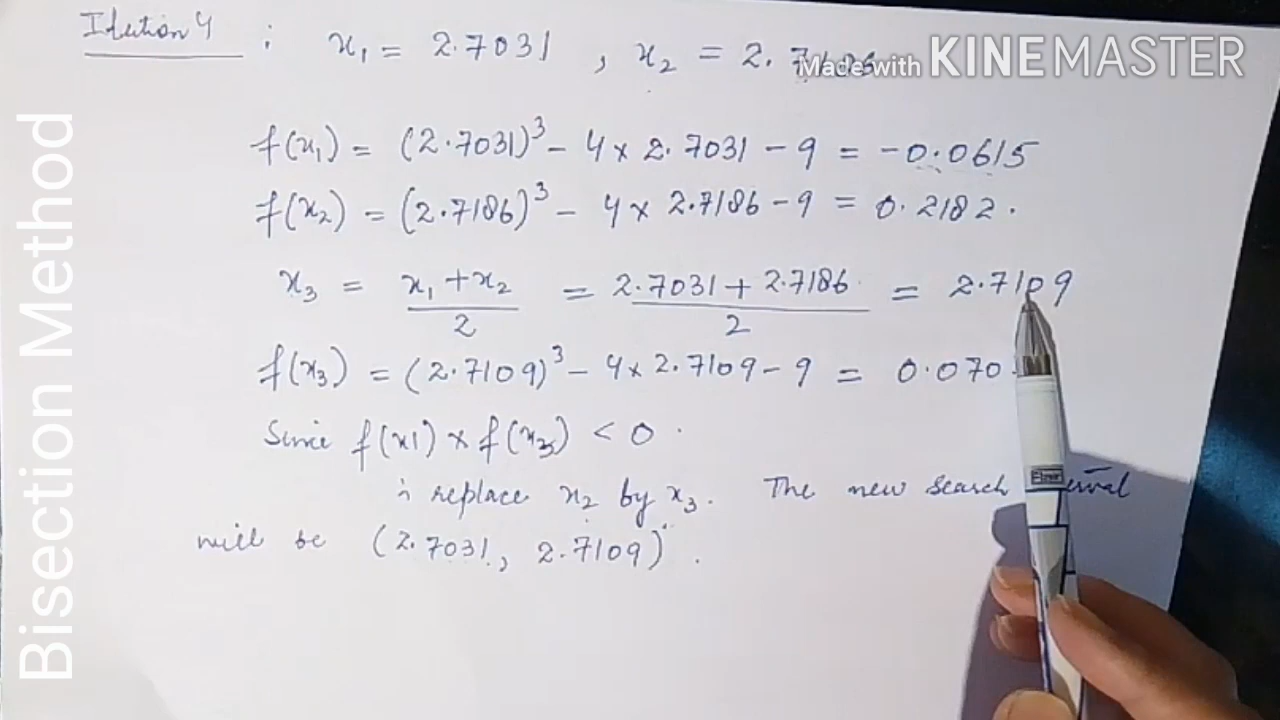 Bisection Method
Made with KINEMASTER
Itertion 4 : x₁ = 2.7031 , x₂ = 2.7186
f(x₁) = (2.7031)³ - 4 × 2.7031 - 9 = -0.0615
f(x₂) = (2.7186)³ - 4 × 2.7186 - 9 = 0.2182.
x₃ = x₁ + x₂ / 2 = 2.7031 + 2.7186 / 2 = 2.7109
f(x₃) = (2.7109)³ - 4 × 2.7109 - 9 = 0.070
Since f(x1) × f(x₃) < 0.
replace x₂ by x₃. The new search
will be (2.7031, 2.7109).